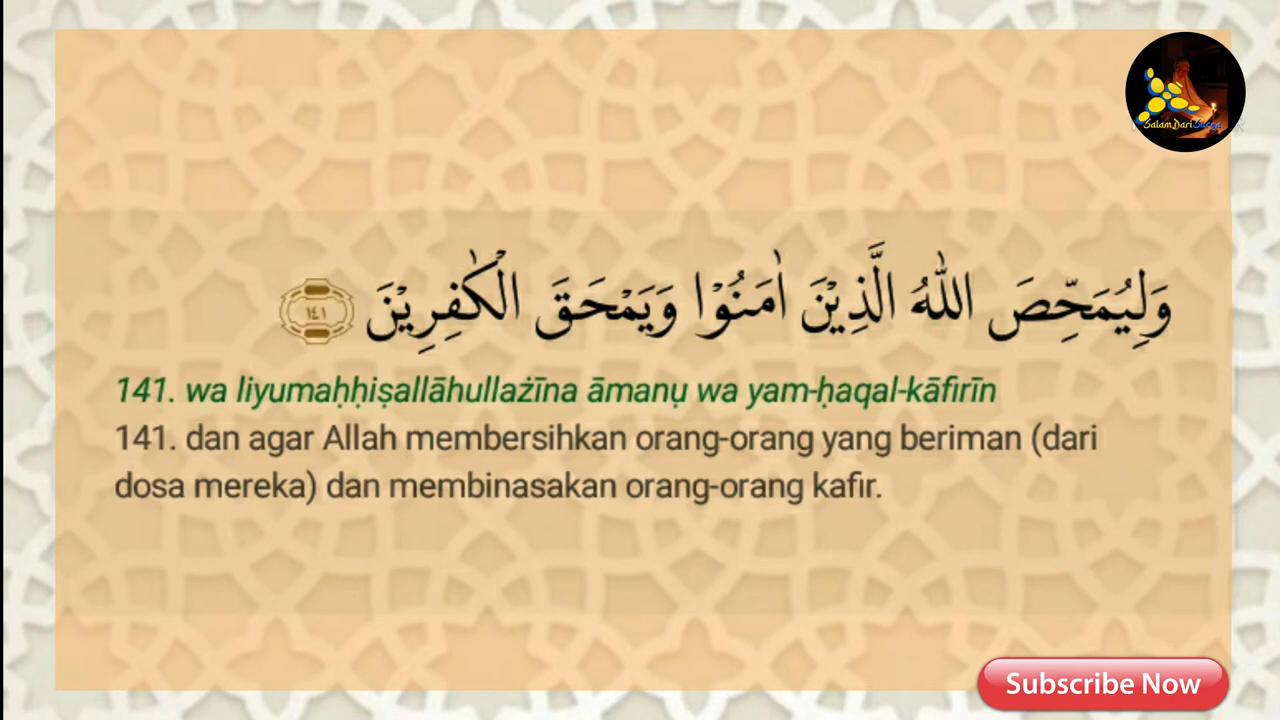 SalamDariSurga
وَلِيُمَحِّصَ اللّٰهُ الَّذِيْنَ اٰمَنُوْا وَيَمْحَقَ الْكٰفِرِيْنَ ١٤١
141. wa liyumaḥḥiṣallāhullażīna āmanụ wa yam-ḥaqal-kāfirīn
141. dan agar Allah membersihkan orang-orang yang beriman (dari
dosa mereka) dan membinasakan orang-orang kafir.
Subscribe Now